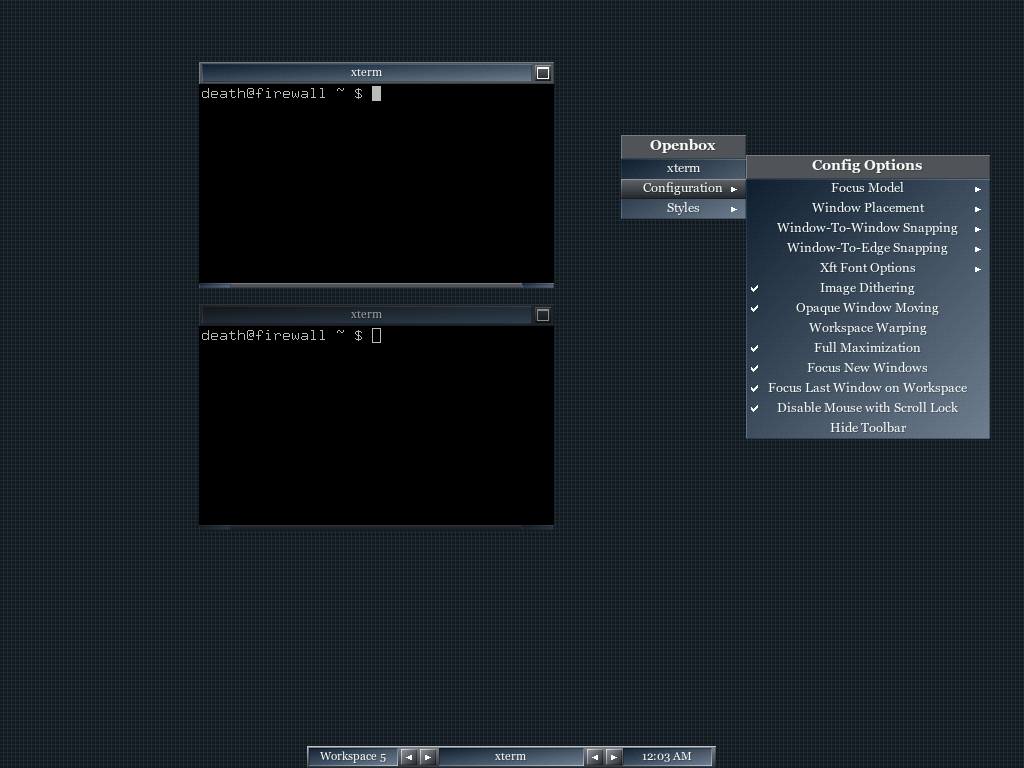 xterm
death@firewall ~ $
xterm
death@firewall ~ $
Openbox
xterm
Configuration
Styles
Config Options
Focus Model
Window Placement
Window-To-Window Snapping
Window-To-Edge Snapping
Xft Font Options
Image Dithering
Opaque Window Moving
Workspace Warping
Full Maximization
Focus New Windows
Focus Last Window on Workspace
Disable Mouse with Scroll Lock
Hide Toolbar
Workspace 5 xterm 12:03 AM